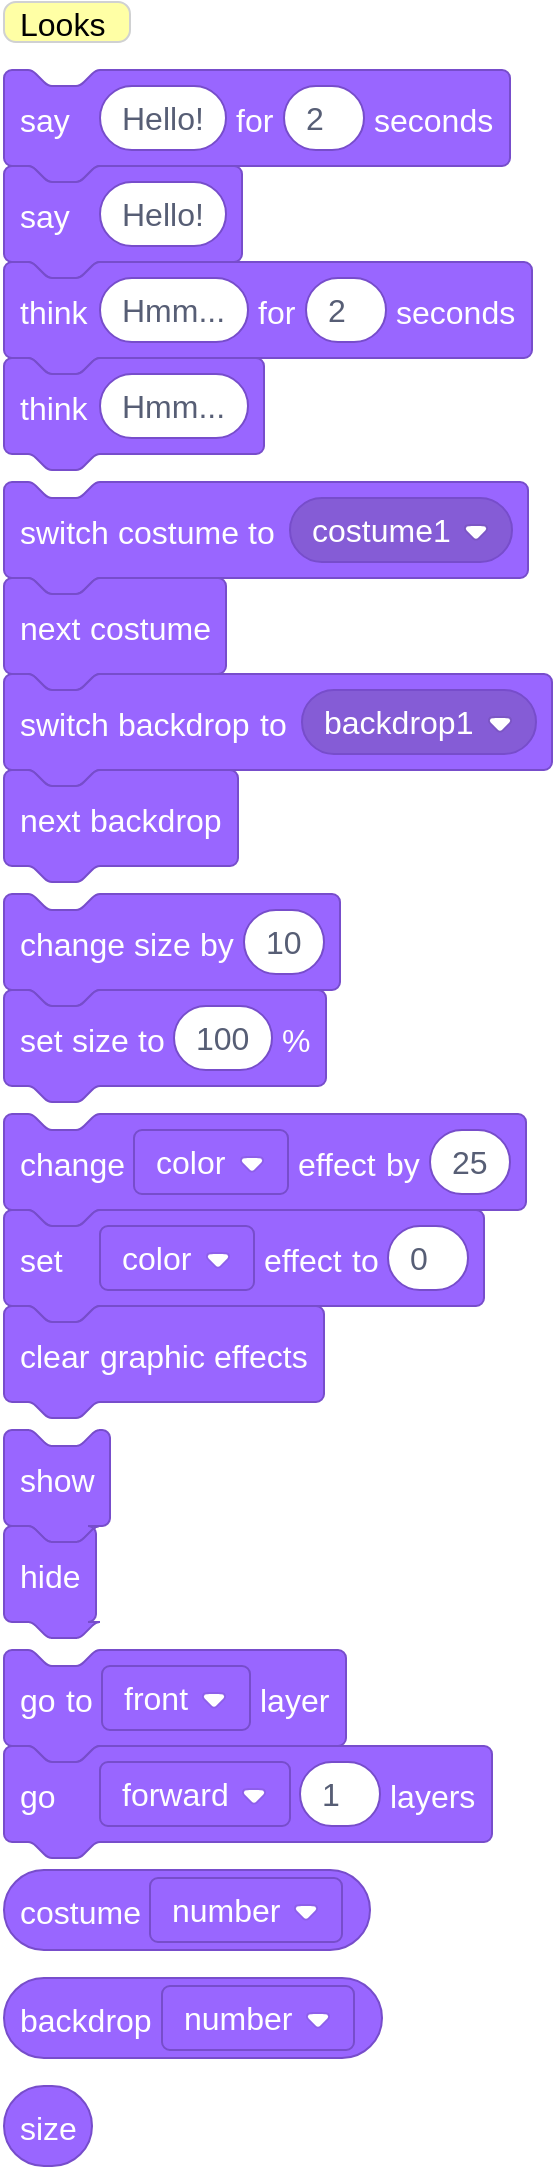 Looks
say Hello! for 2 seconds
say Hello!
think Hmm... for 2 seconds
think Hmm...
switch costume to costume1
next costume
switch backdrop to backdrop1
next backdrop
change size by 10
set size to 100 %
change color effect by 25
set color effect to 0
clear graphic effects
show
hide
go to front layer
go forward 1 layers
costume number
backdrop number
size